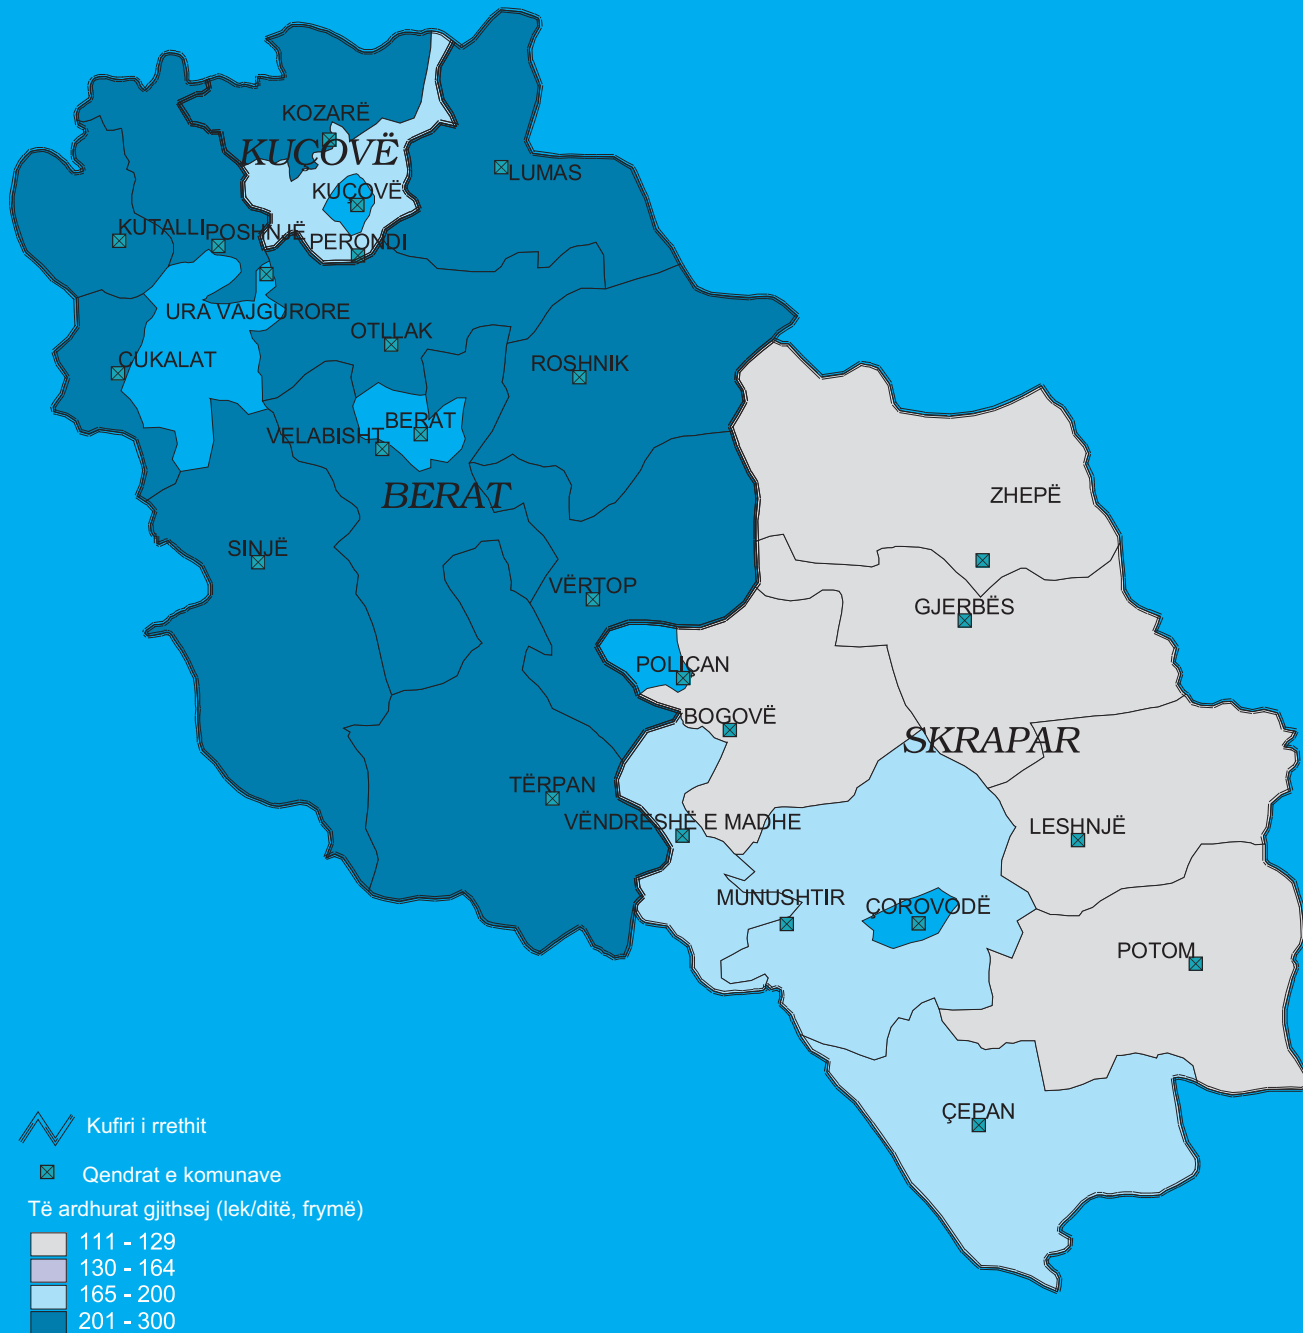 KOZARË
KUÇOVË
LUMAS
KUÇOVË
KUTALLI
POSHNJË
PERONDI
URA VAJGURORE
OTLLAK
CUKALAT
ROSHNIK
BERAT
VELABISHT
BERAT
ZHEPË
SINJË
VËRTOP
GJERBËS
POLIÇAN
BOGOVË
SKRAPAR
TËRPAN
VËNDRESHË E MADHE
LESHNJË
MUNUSHTIR
ÇOROVODË
POTOM
ÇEPAN
Kufiri i rrethit
Qendrat e komunave
Të ardhurat gjithsej (lek/ditë, frymë)
111 - 129
130 - 164
165 - 200
201 - 300